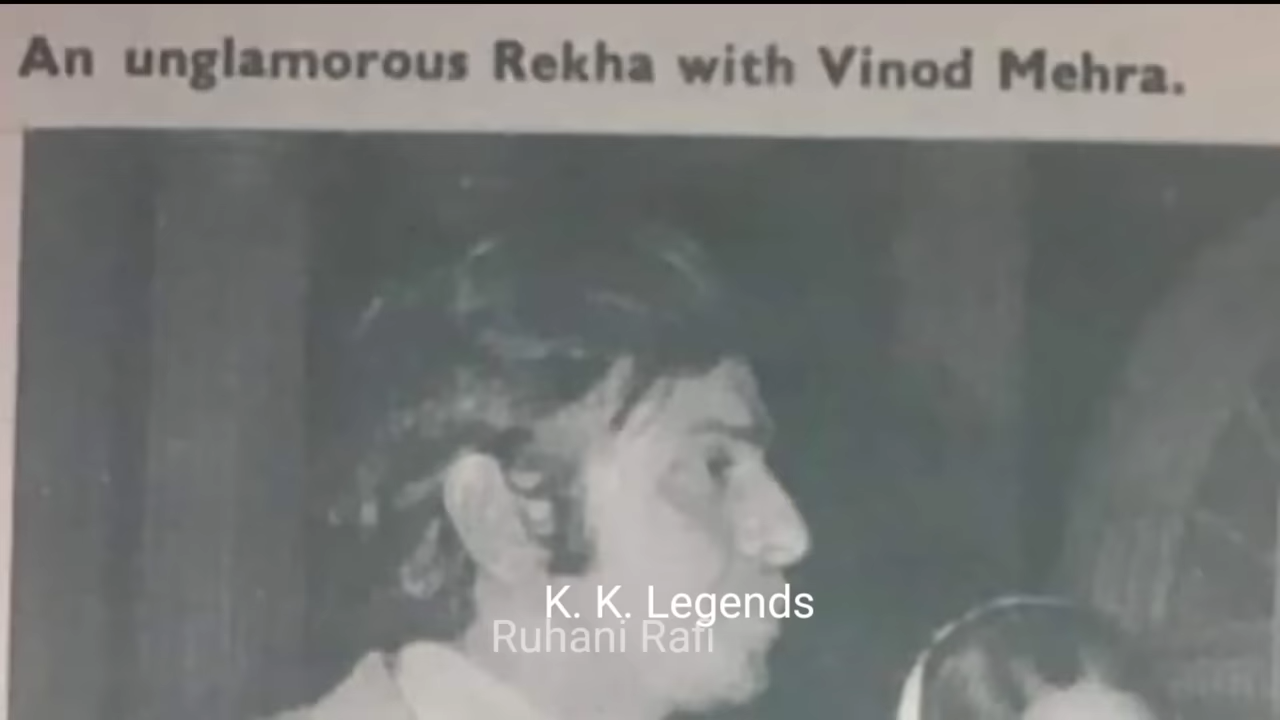 An unglamorous Rekha with Vinod Mehra.
K. K. Legends
Ruhani Rafi